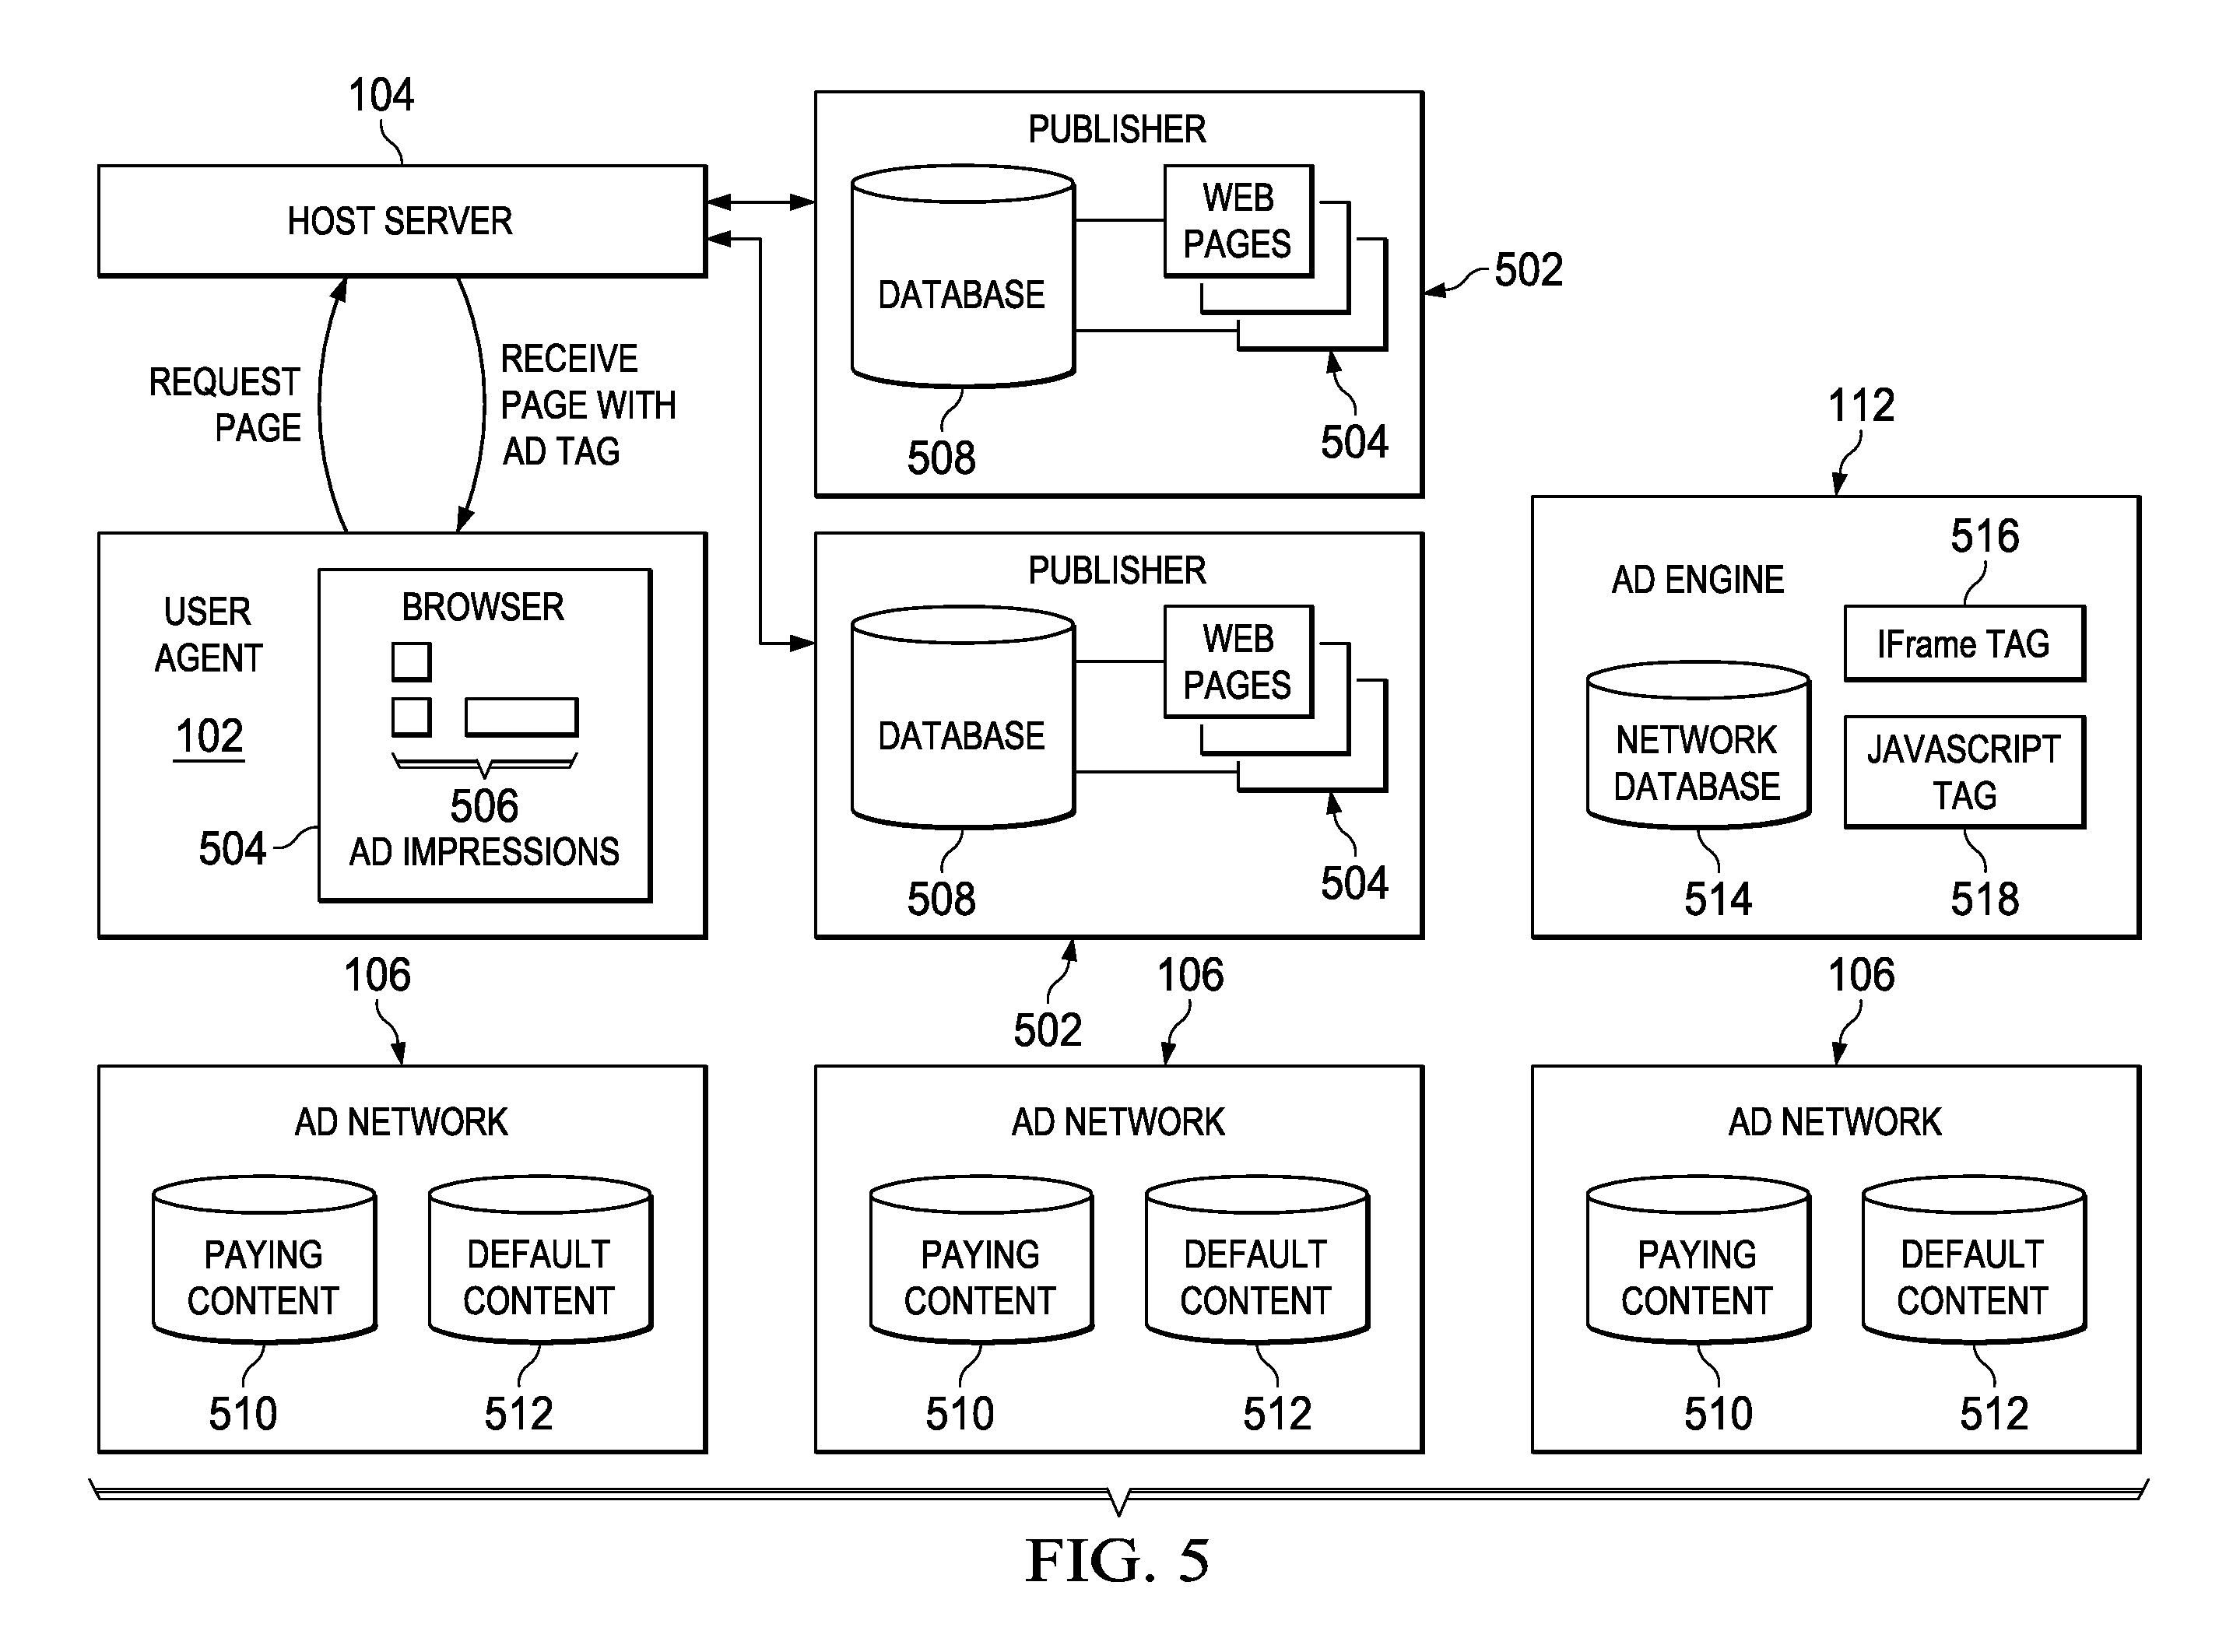 104
HOST SERVER
REQUEST
PAGE
RECEIVE
PAGE WITH
AD TAG
PUBLISHER
DATABASE
WEB
PAGES
508
504
502
USER
AGENT
102
BROWSER
506
AD IMPRESSIONS
504
PUBLISHER
DATABASE
WEB
PAGES
508
504
502
112
AD ENGINE
516
IFrame TAG
NETWORK
DATABASE
JAVASCRIPT
TAG
514
518
106
AD NETWORK
PAYING
CONTENT
DEFAULT
CONTENT
510
512
106
AD NETWORK
PAYING
CONTENT
DEFAULT
CONTENT
510
512
106
AD NETWORK
PAYING
CONTENT
DEFAULT
CONTENT
510
512
FIG. 5